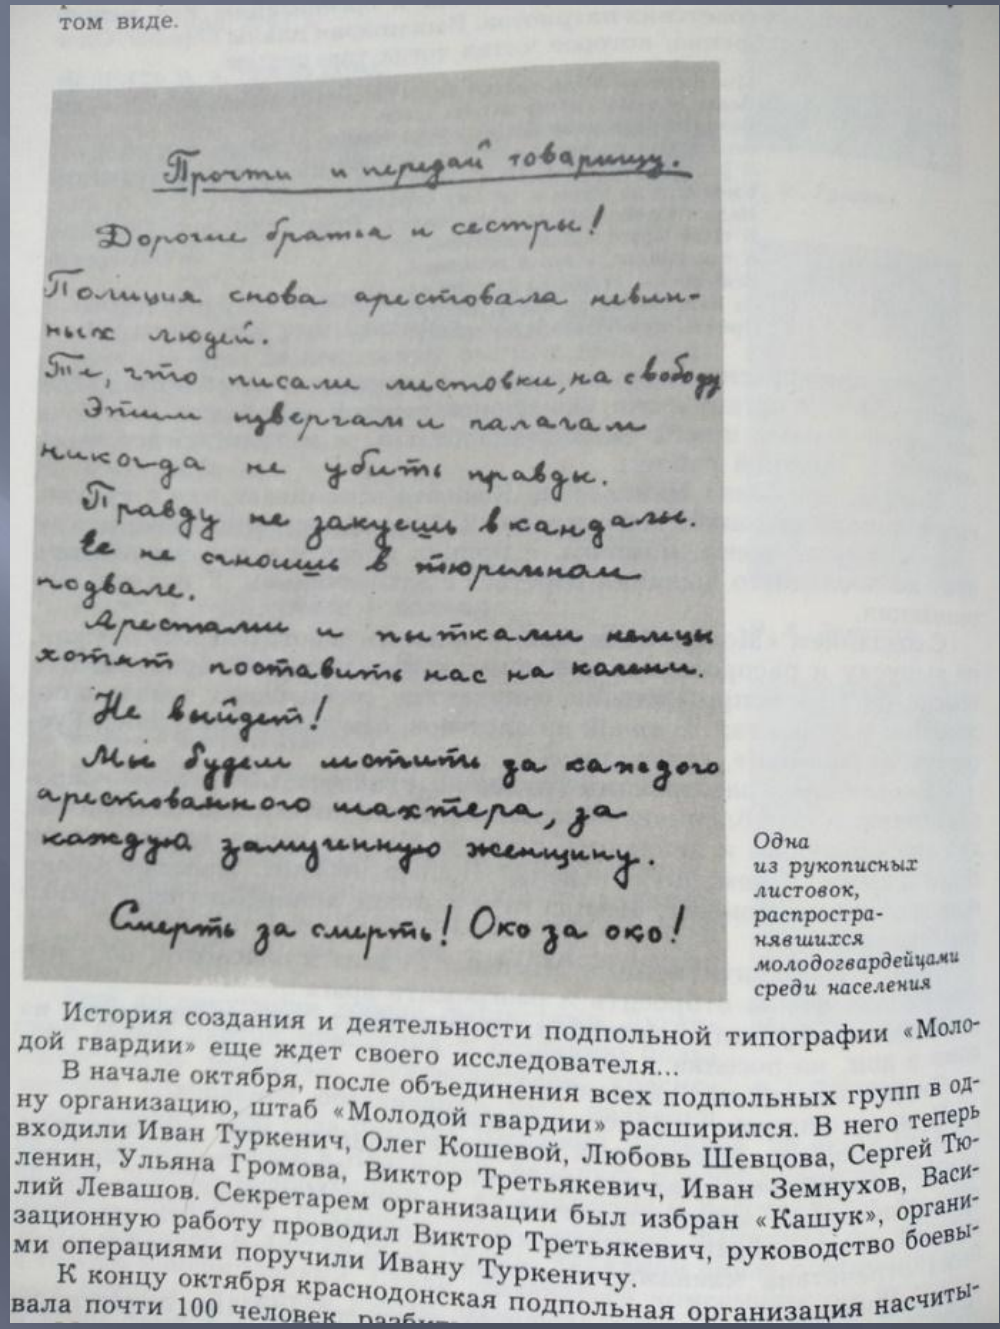 том виде.
Прочти и передай товарищу.
Дорогие братья и сестры!
Полиция снова арестовала невин-
ных людей.
Те, что писали листовки, на свободу
Этим извергам и палачам
никогда не убить правды.
Правду не закуешь в кандалы.
Ее не сгноишь в тюремном
подвале.
Арестами и пытками немцы
хотят поставить нас на колени.
Не выйдет!
Мы будем мстить за каждого
арестованного шахтера, за
каждую замученную женщину.
Смерть за смерть! Око за око!
Одна
из рукописных
листовок,
распростра-
нявшихся
молодогвардейцами
среди населения
История создания и деятельности подпольной типографии «Моло-
дой гвардии» еще ждет своего исследователя...
В начале октября, после объединения всех подпольных групп в од-
ну организацию, штаб «Молодой гвардии» расширился. В него теперь
входили Иван Туркенич, Олег Кошевой, Любовь Шевцова, Сергей Тю-
ленин, Ульяна Громова, Виктор Третьякевич, Иван Земнухов, Васи-
лий Левашов. Секретарем организации был избран «Кашук», органи-
зационную работу проводил Виктор Третьякевич, руководство боевы-
ми операциями поручили Ивану Туркеничу.
К концу октября краснодонская подпольная организация насчиты-
вала почти 100 человек